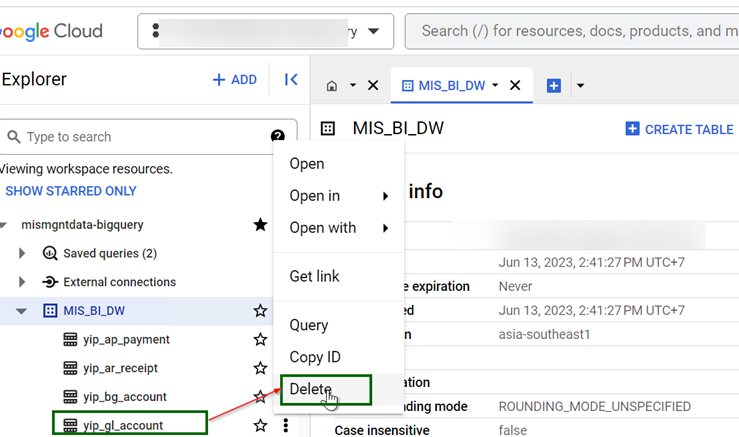 oogle Cloud
ry
Search (/) for resources, docs, products, and m
Explorer
+ ADD
MIS_BI_DW
Type to search
?
Viewing workspace resources.
SHOW STARRED ONLY
mismgntdata-bigquery
Saved queries (2)
External connections
MIS_BI_DW
yip_ap_payment
yip_ar_receipt
yip_bg_account
yip_gl_account
Open
Open in
Open with
Get link
Query
Copy ID
Delete
MIS_BI_DW
CREATE TABLE
info
Jun 13, 2023, 2:41:27 PM UTC+7
e expiration Never
ed Jun 13, 2023, 2:41:27 PM UTC+7
n asia-southeast1
ation
nding mode ROUNDING_MODE_UNSPECIFIED
Case insensitive false